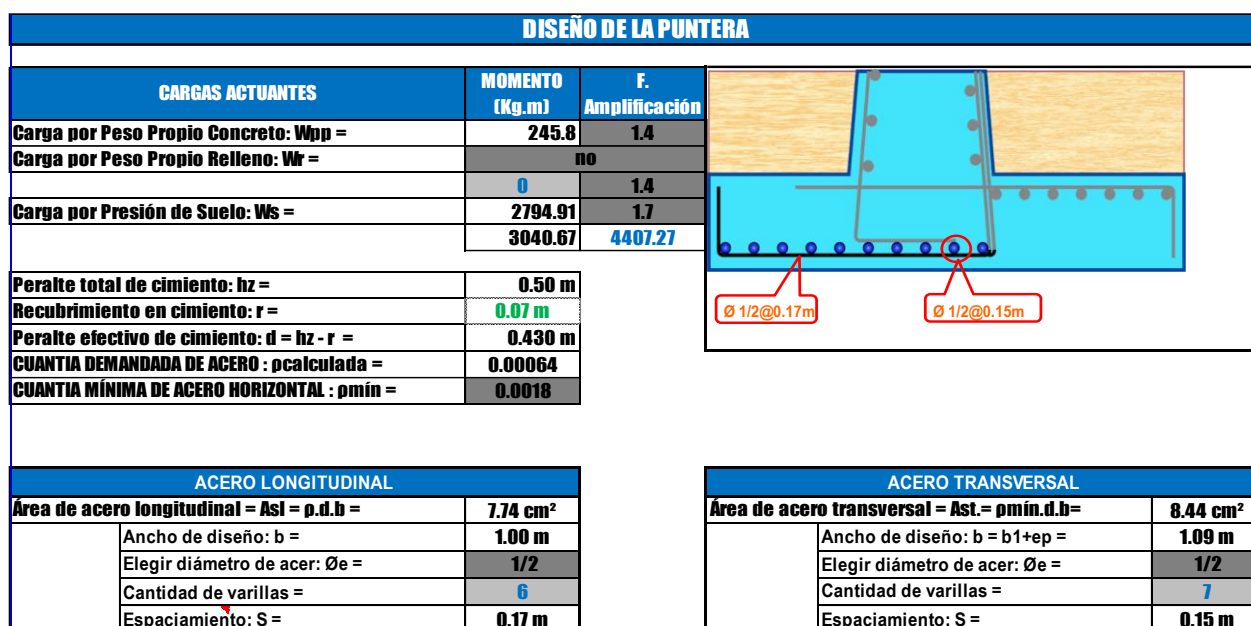 DISEÑO DE LA PUNTERA
CARGAS ACTUANTES MOMENTO (Kg.m) F. Amplificación
Carga por Peso Propio Concreto: Wpp = 245.8 1.4
Carga por Peso Propio Relleno: Wr = no
0 1.4
Carga por Presión de Suelo: Ws = 2794.91 1.7
3040.67 4407.27
Ø 1/2@0.17m Ø 1/2@0.15m
Peralte total de cimiento: hz = 0.50 m
Recubrimiento en cimiento: r = 0.07 m
Peralte efectivo de cimiento: d = hz - r = 0.430 m
CUANTIA DEMANDADA DE ACERO : ρcalculada = 0.00064
CUANTIA MÍNIMA DE ACERO HORIZONTAL : ρmín = 0.0018
ACERO LONGITUDINAL
Área de acero longitudinal = Asl = ρ.d.b = 7.74 cm²
Ancho de diseño: b = 1.00 m
Elegir diámetro de acer: Øe = 1/2
Cantidad de varillas = 6
Espaciamiento: S = 0.17 m
ACERO TRANSVERSAL
Área de acero transversal = Ast.= ρmín.d.b= 8.44 cm²
Ancho de diseño: b = b1+ep = 1.09 m
Elegir diámetro de acer: Øe = 1/2
Cantidad de varillas = 7
Espaciamiento: S = 0.15 m